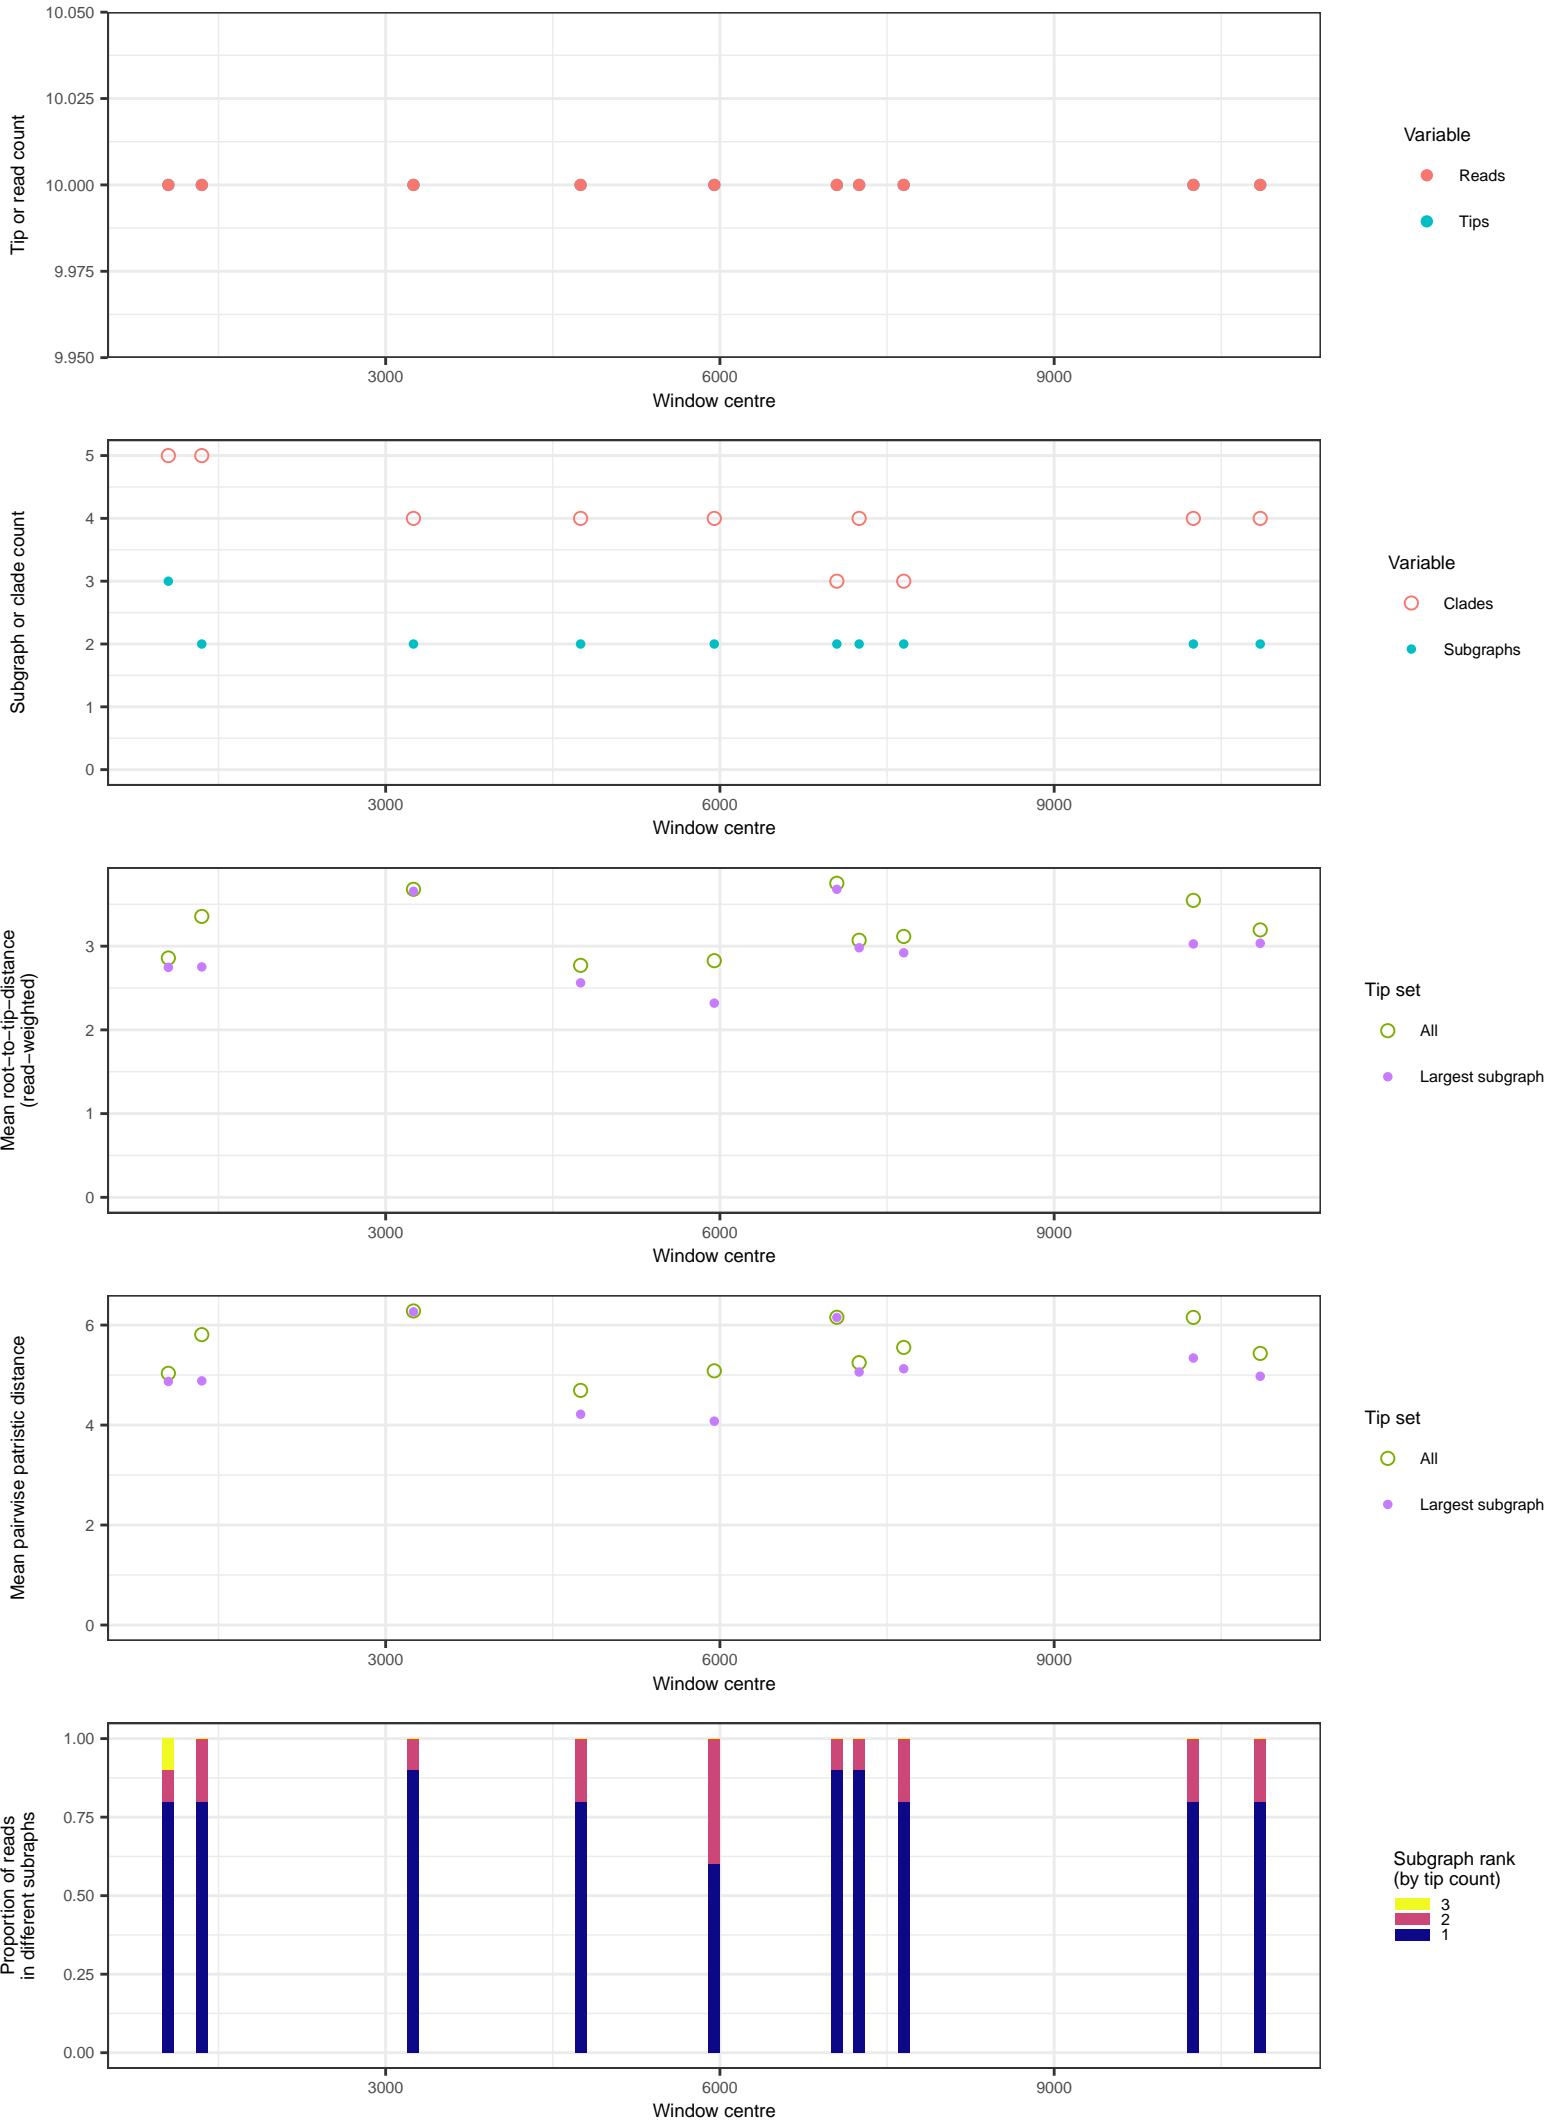 10.050
10.025
10.000
9.975
9.950
Tip or read count
3000
6000
9000
Window centre
Variable
Reads
Tips
5
4
3
2
1
0
Subgraph or clade count
3000
6000
9000
Window centre
Variable
Clades
Subgraphs
3
2
1
0
Mean root−to−tip−distance
(read−weighted)
3000
6000
9000
Window centre
Tip set
All
Largest subgraph
6
4
2
0
Mean pairwise patristic distance
3000
6000
9000
Window centre
Tip set
All
Largest subgraph
1.00
0.75
0.50
0.25
0.00
Proportion of reads
in different subraphs
3000
6000
9000
Window centre
Subgraph rank
(by tip count)
3
2
1